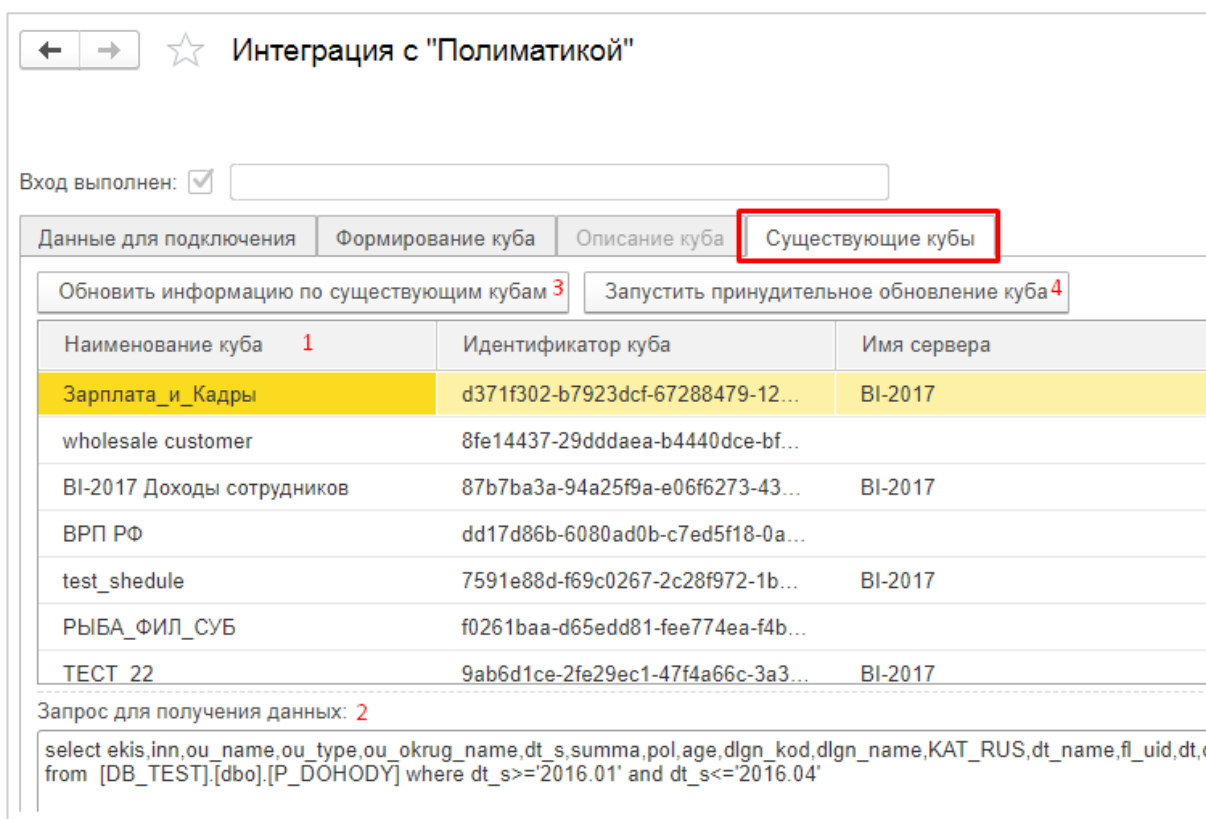 Интеграция с "Полиматикой"
Вход выполнен:
Данные для подключения Формирование куба Описание куба Существующие кубы
Обновить информацию по существующим кубам 3 Запустить принудительное обновление куба 4
Наименование куба 1 Идентификатор куба Имя сервера
Зарплата_и_Кадры d371f302-b7923dcf-67288479-12... BI-2017
wholesale customer 8fe14437-29dddaea-b4440dce-bf...
BI-2017 Доходы сотрудников 87b7ba3a-94a25f9a-e06f6273-43... BI-2017
ВРП РФ dd17d86b-6080ad0b-c7ed5f18-0a...
test_shedule 7591e88d-f69c0267-2c28f972-1b... BI-2017
РЫБА_ФИЛ_СУБ f0261baa-d65edd81-fee774ea-f4b...
ТЕСТ_22 9ab6d1ce-2fe29ec1-47f4a66c-3a3... BI-2017
Запрос для получения данных: 2
select ekis,inn,ou_name,ou_type,ou_okrug_name,dt_s,summa,pol,age,dlgn_kod,dlgn_name,KAT_RUS,dt_name,fl_uid,dt,
from [DB_TEST].[dbo].[P_DOHODY] where dt_s>='2016.01' and dt_s<='2016.04'